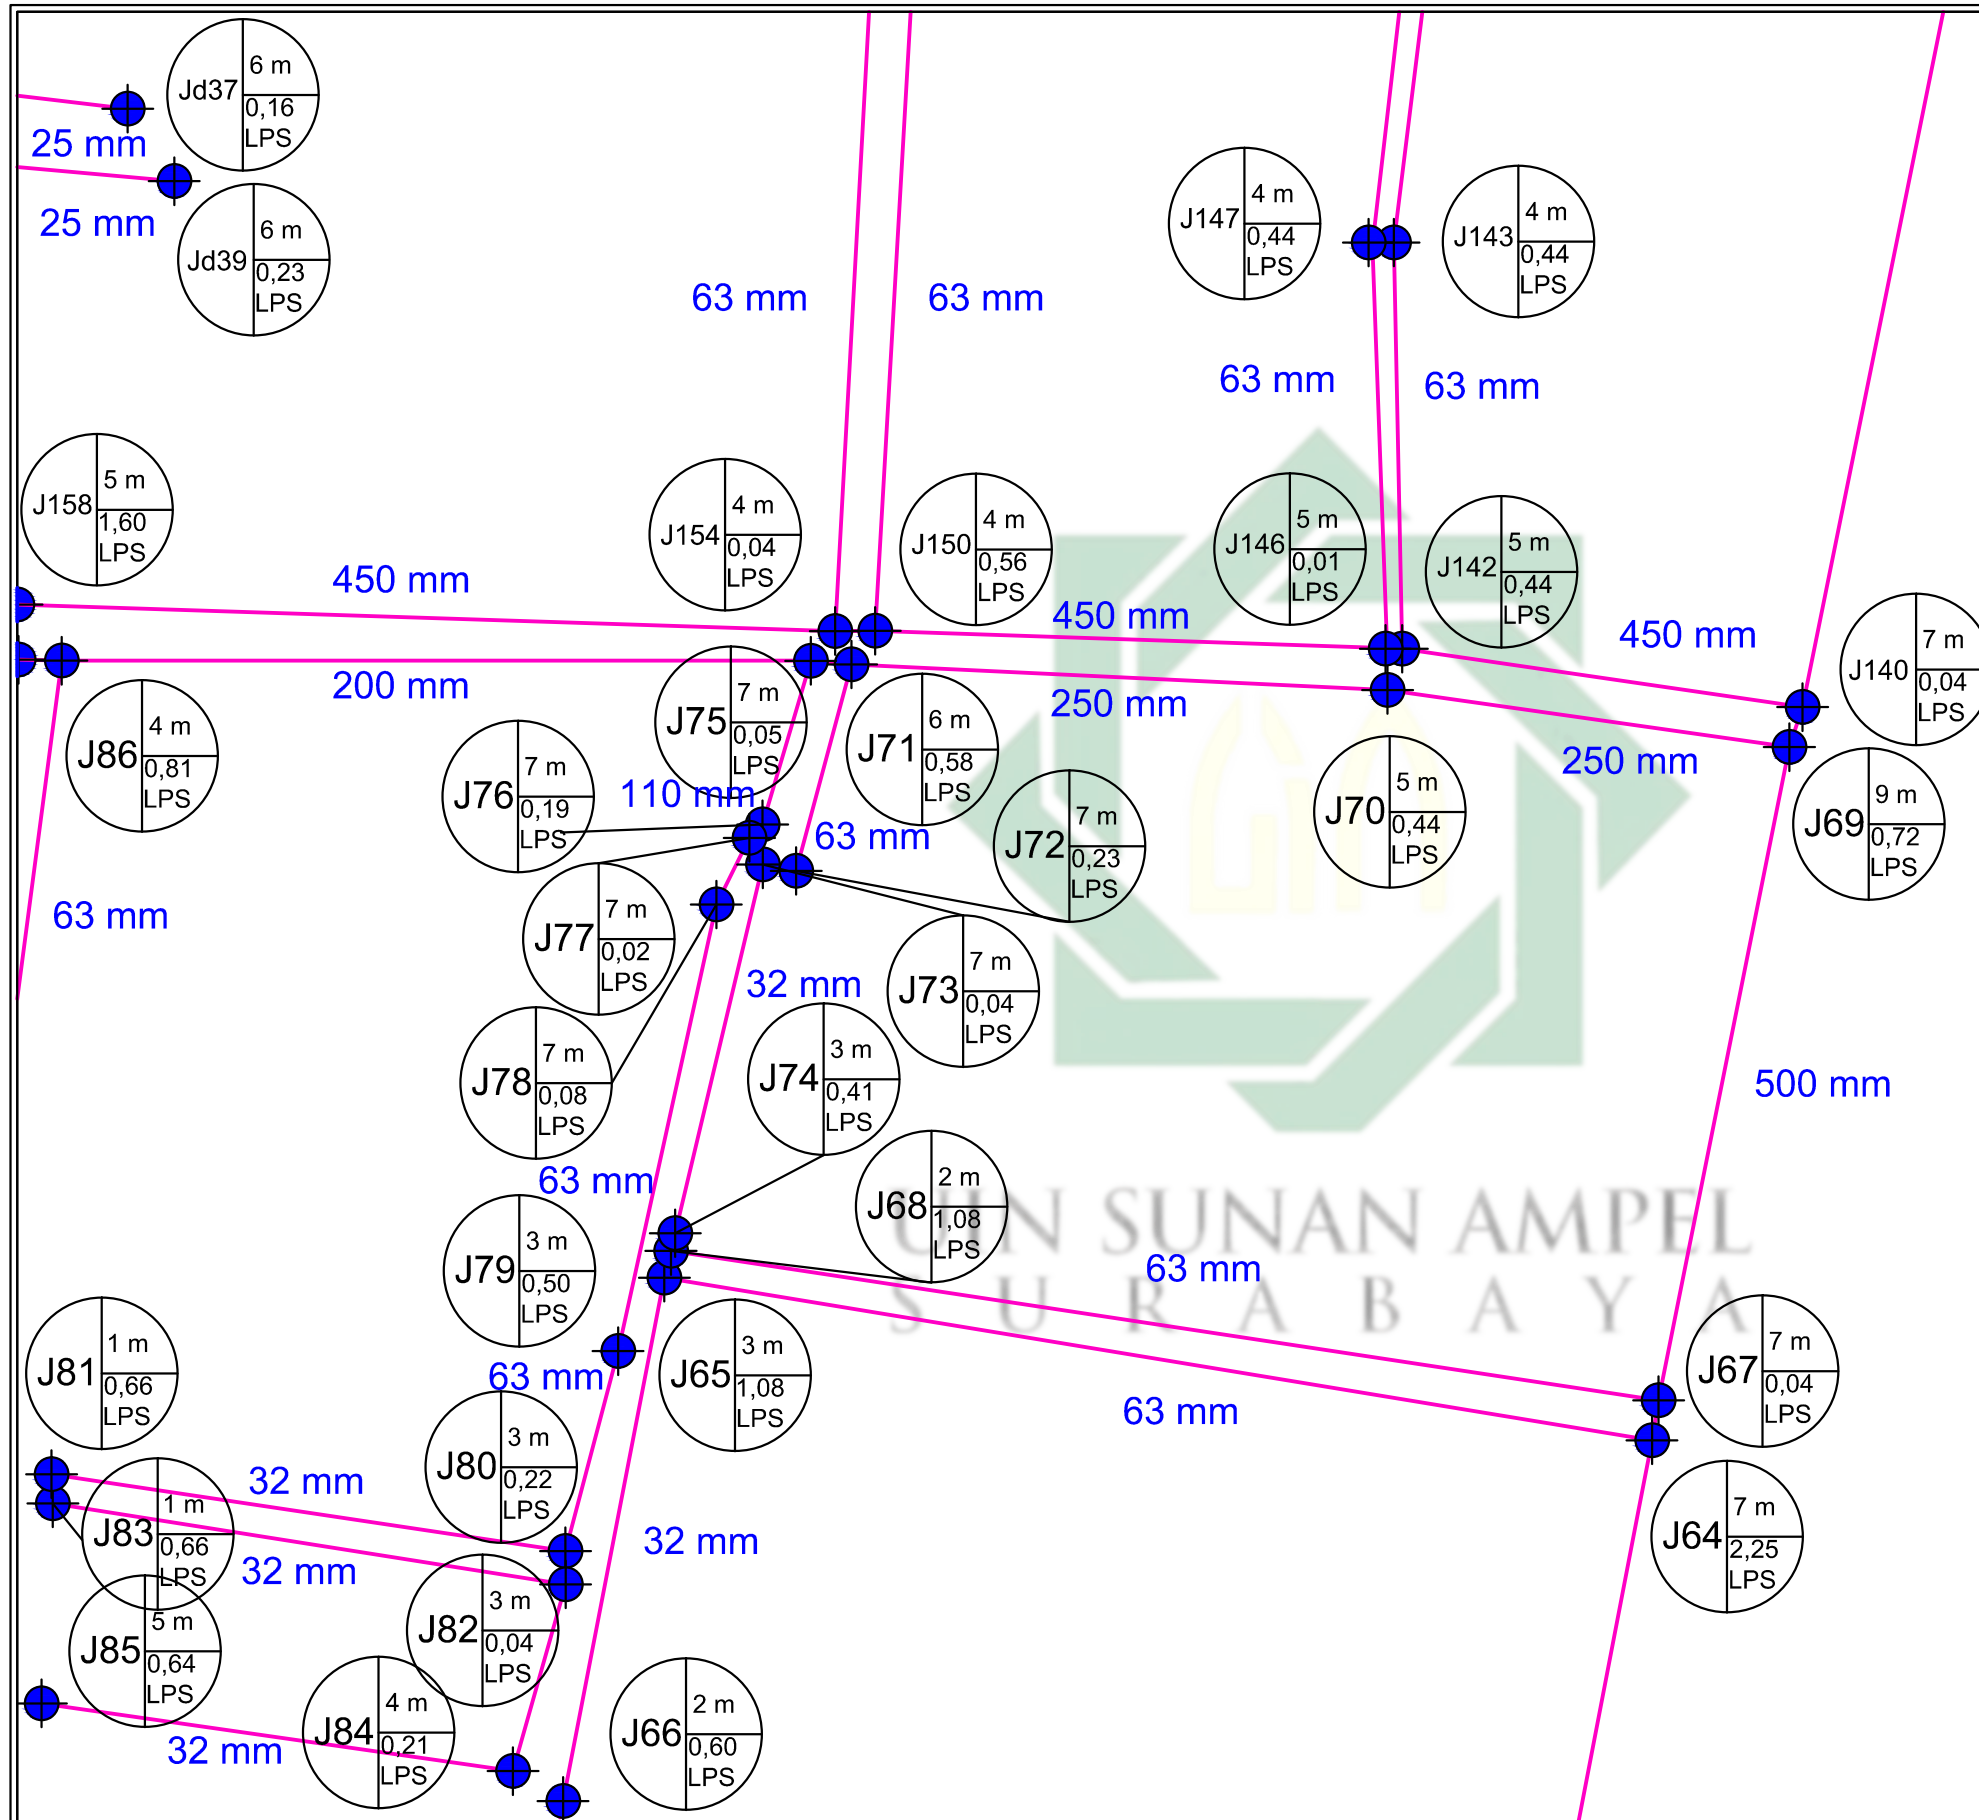 Jd37
6 m
0,16
LPS
25 mm
25 mm
Jd39
6 m
0,23
LPS
J147
4 m
0,44
LPS
J143
4 m
0,44
LPS
63 mm
63 mm
63 mm
63 mm
J158
5 m
1,60
LPS
J154
4 m
0,04
LPS
J150
4 m
0,56
LPS
J146
5 m
0,01
LPS
J142
5 m
0,44
LPS
450 mm
450 mm
450 mm
J140
7 m
0,04
LPS
200 mm
250 mm
250 mm
J86
4 m
0,81
LPS
J75
7 m
0,05
LPS
J71
6 m
0,58
LPS
J76
7 m
0,19
LPS
110 mm
63 mm
J72
7 m
0,23
LPS
J70
5 m
0,44
LPS
J69
9 m
0,72
LPS
63 mm
J77
7 m
0,02
LPS
32 mm
J73
7 m
0,04
LPS
J78
7 m
0,08
LPS
J74
3 m
0,41
LPS
500 mm
63 mm
J68
2 m
1,08
LPS
UIN SUNAN AMPEL
S U R A B A Y A
J79
3 m
0,50
LPS
63 mm
63 mm
J81
1 m
0,66
LPS
63 mm
J65
3 m
1,08
LPS
63 mm
J67
7 m
0,04
LPS
J80
3 m
0,22
LPS
32 mm
J83
1 m
0,66
LPS
32 mm
32 mm
J64
7 m
2,25
LPS
J85
5 m
0,64
LPS
J82
3 m
0,04
LPS
J84
4 m
0,21
LPS
32 mm
J66
2 m
0,60
LPS